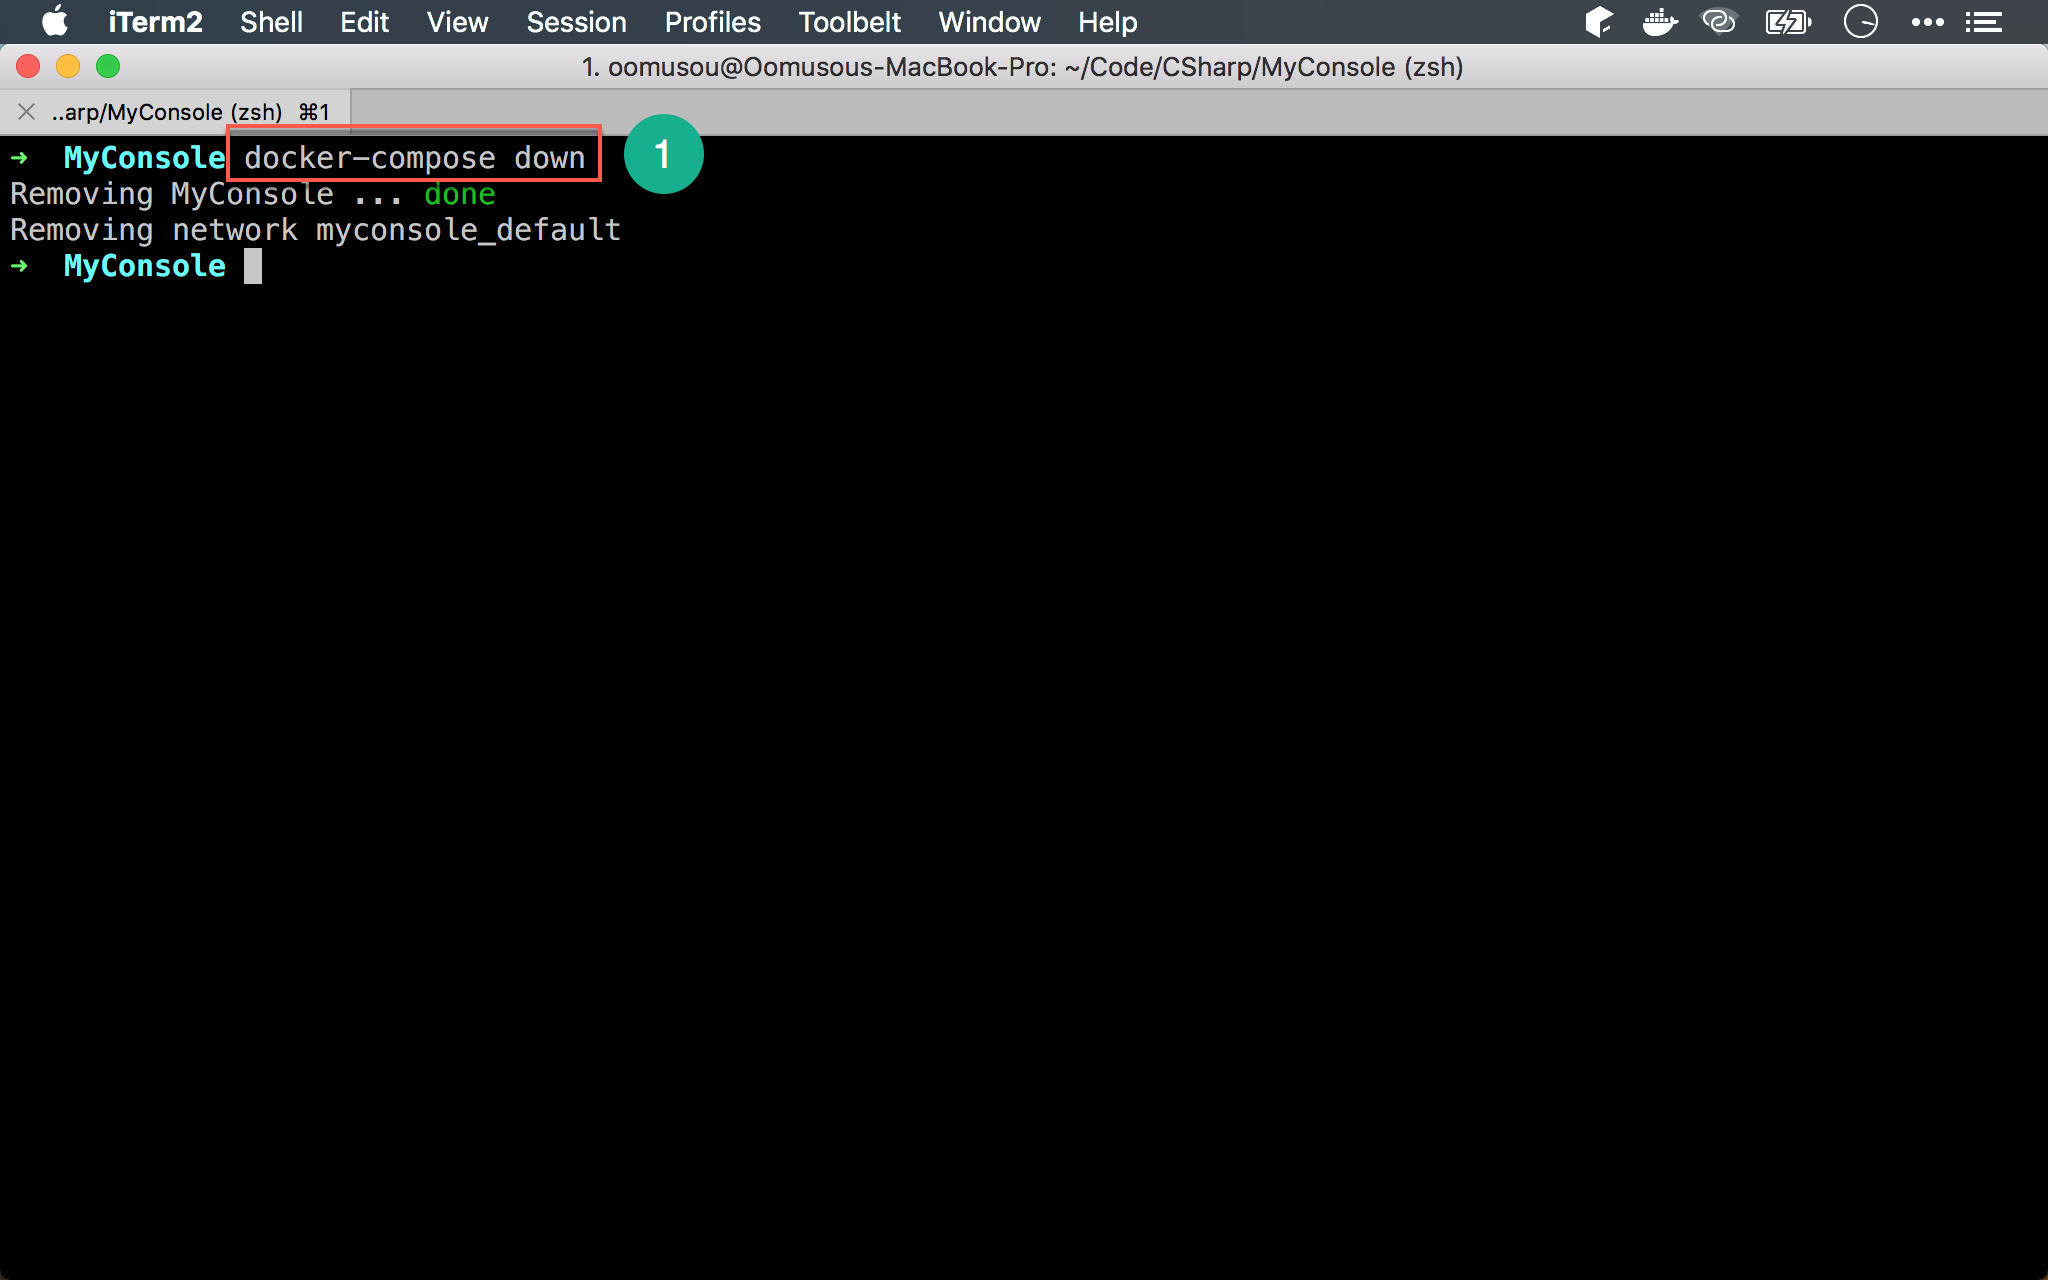 iTerm2 Shell Edit View Session Profiles Toolbelt Window Help
1. oomusou@Oomusous-MacBook-Pro: ~/Code/CSharp/MyConsole (zsh)
..arp/MyConsole (zsh) ⌘1
➜ MyConsole docker-compose down 1
Removing MyConsole ... done
Removing network myconsole_default
➜ MyConsole